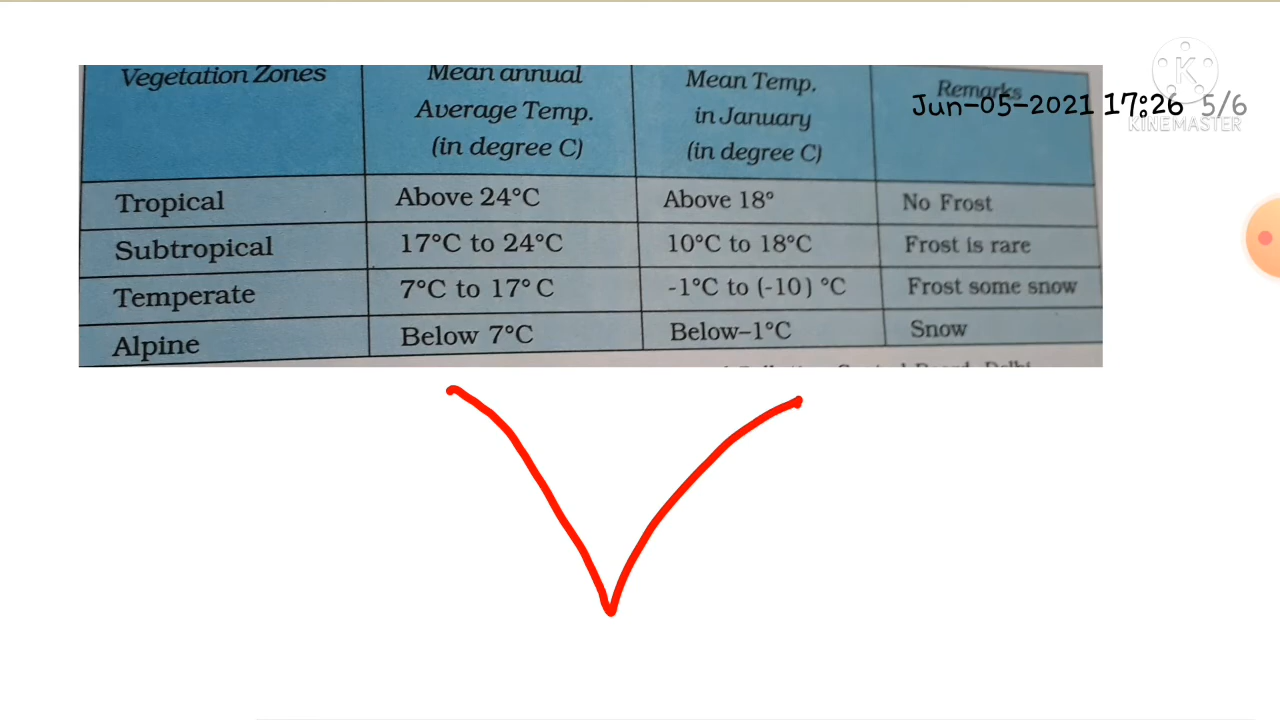 Vegetation Zones
Mean annual
Average Temp.
(in degree C)
Mean Temp.
in January
(in degree C)
Remarks
Jun-05-2021 17:26 5/6
K
KINEMASTER
Tropical
Above 24°C
Above 18°
No Frost
Subtropical
17°C to 24°C
10°C to 18°C
Frost is rare
Temperate
7°C to 17°C
-1°C to (-10) °C
Frost some snow
Alpine
Below 7°C
Below–1°C
Snow